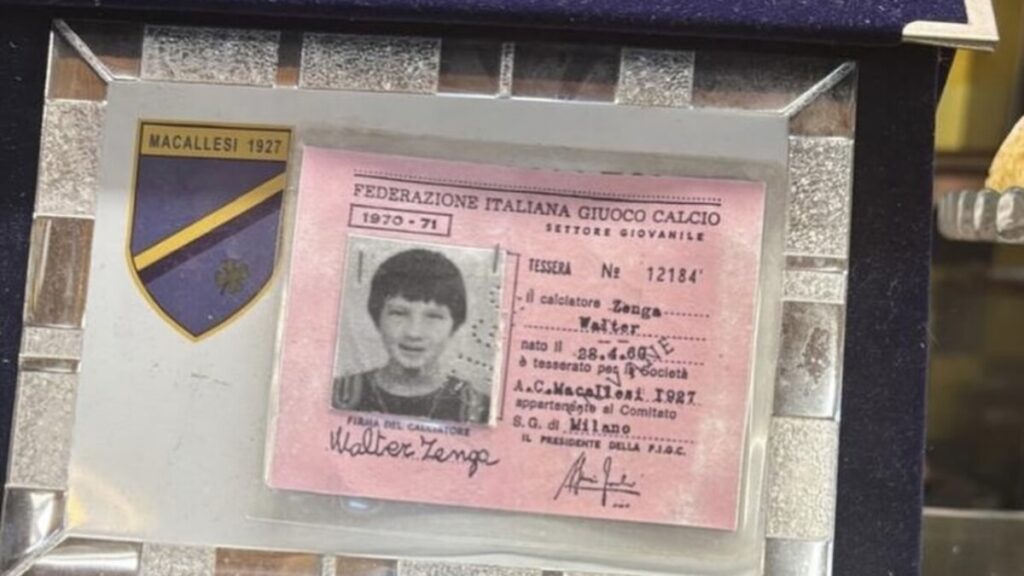 MACALLESI 1927
FEDERAZIONE ITALIANA GIUOCO CALCIO
1970-71
SETTORE GIOVANILE
TESSERA Nº 12184
il calciatore Zenga
Walter
nato il 28.4.60
è tesserato per la Società
A.C.Macallesi 1927
appartenente al Comitato
S.G. di Milano
IL PRESIDENTE DELLA F.I.G.C.
FIRMA DEL CALCIATORE
Walter Zenga